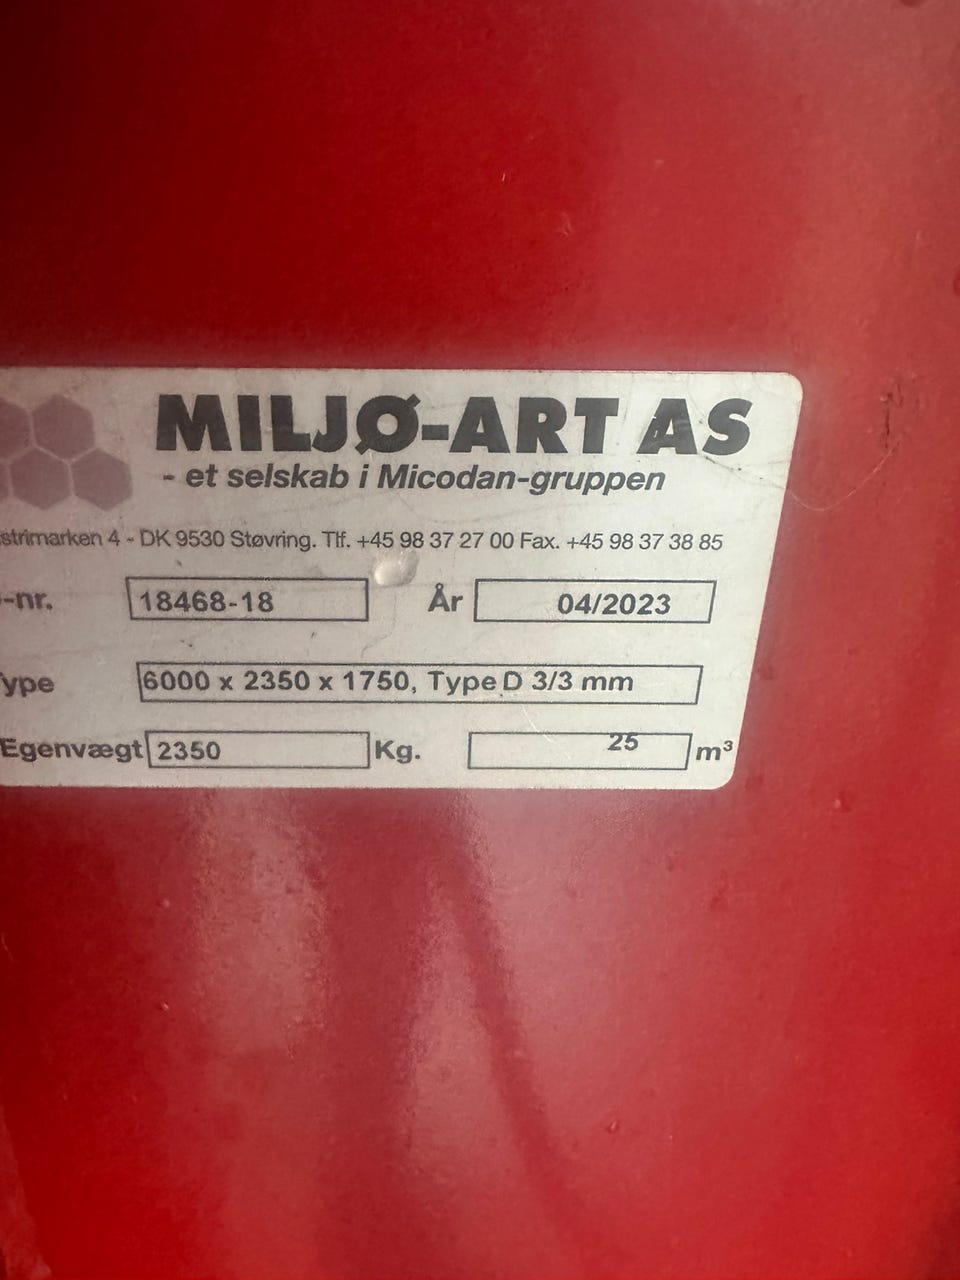 MILJØ-ART AS
- et selskab i Micodan-gruppen
strimarken 4 - DK 9530 Støvring. Tlf. +45 98 37 27 00 Fax. +45 98 37 38 85
-nr. 18468-18 År 04/2023
ype 6000 x 2350 x 1750, Type D 3/3 mm
Egenvægt 2350 Kg. 25 m³